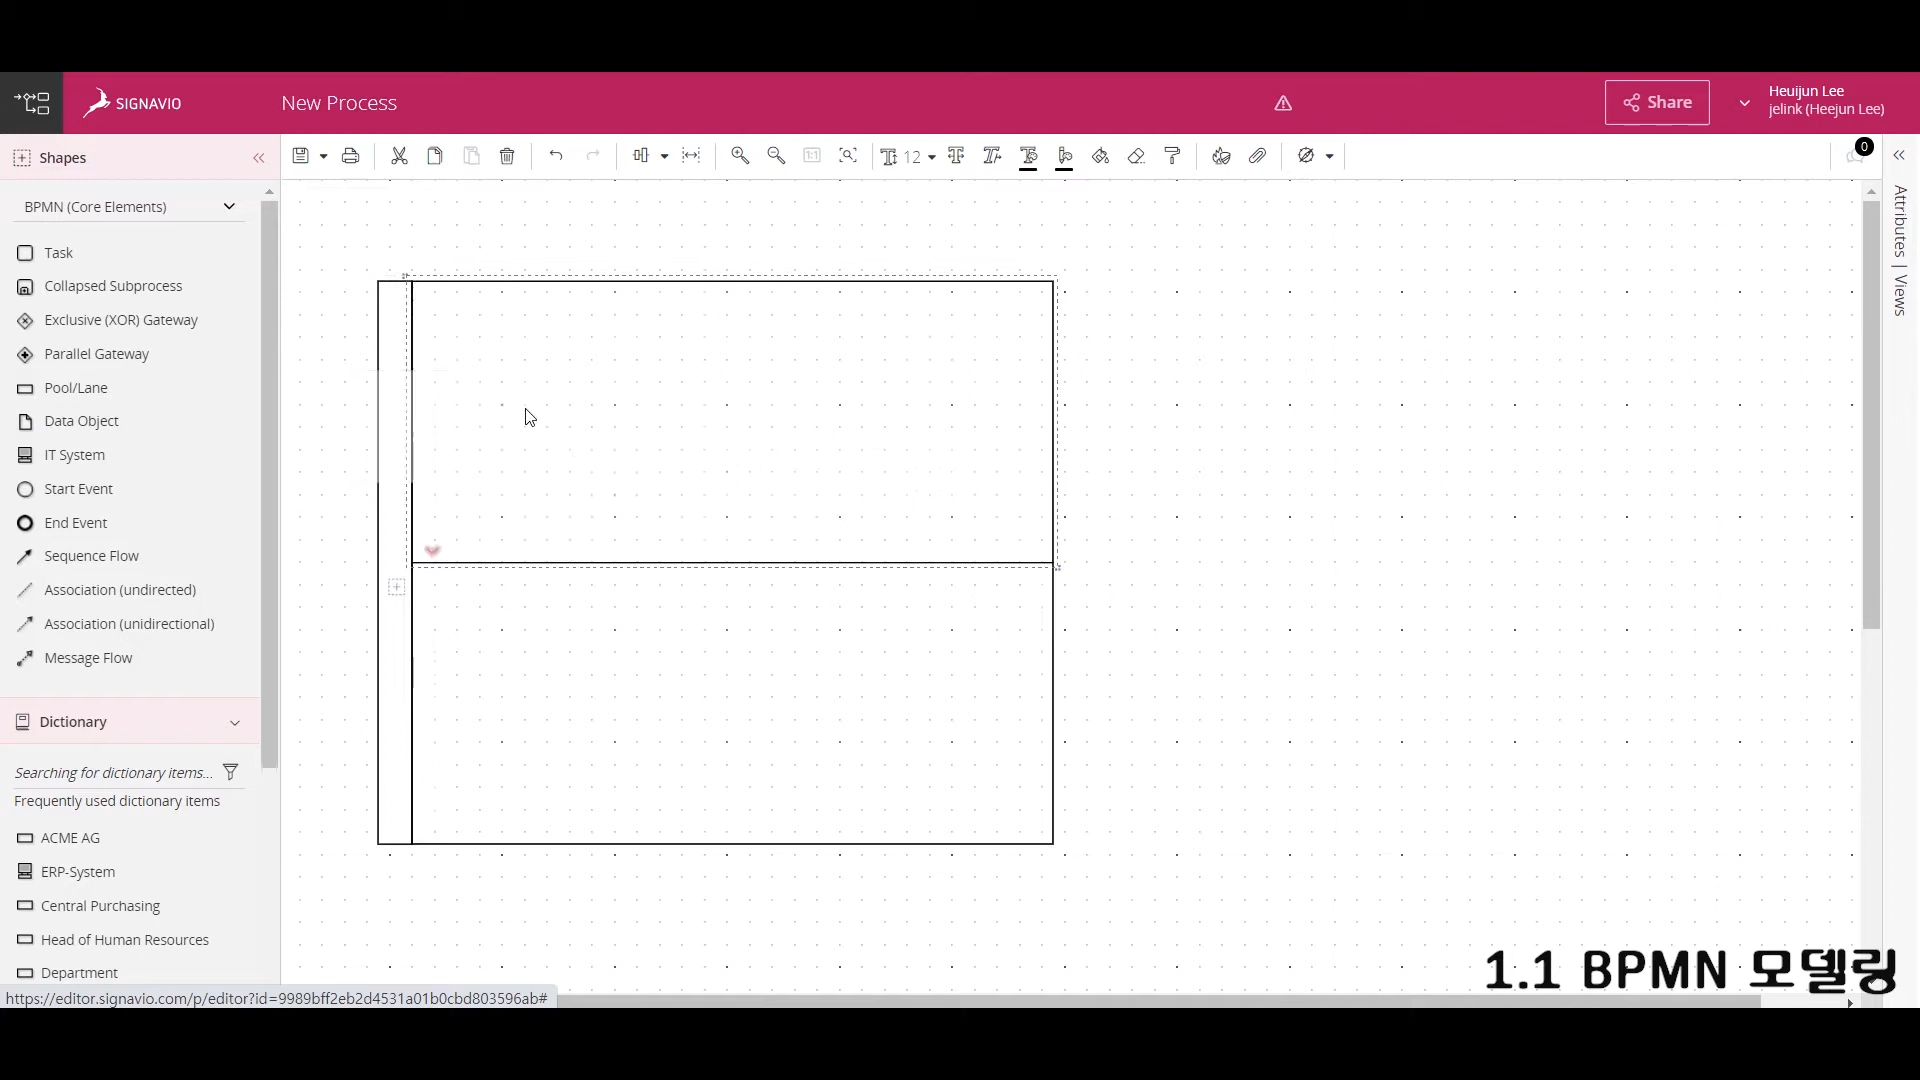 SIGNAVIO
New Process
Share
Heuijun Lee
jelink (Heejun Lee)
Shapes
12
1:1
0
BPMN (Core Elements)
Task
Collapsed Subprocess
Exclusive (XOR) Gateway
Parallel Gateway
Pool/Lane
Data Object
IT System
Start Event
End Event
Sequence Flow
Association (undirected)
Association (unidirectional)
Message Flow
Dictionary
Searching for dictionary items...
Frequently used dictionary items
ACME AG
ERP-System
Central Purchasing
Head of Human Resources
Department
https://editor.signavio.com/p/editor?id=9989bff2eb2d4531a01b0cbd803596ab#
Attributes | Views
1.1 BPMN 모델링